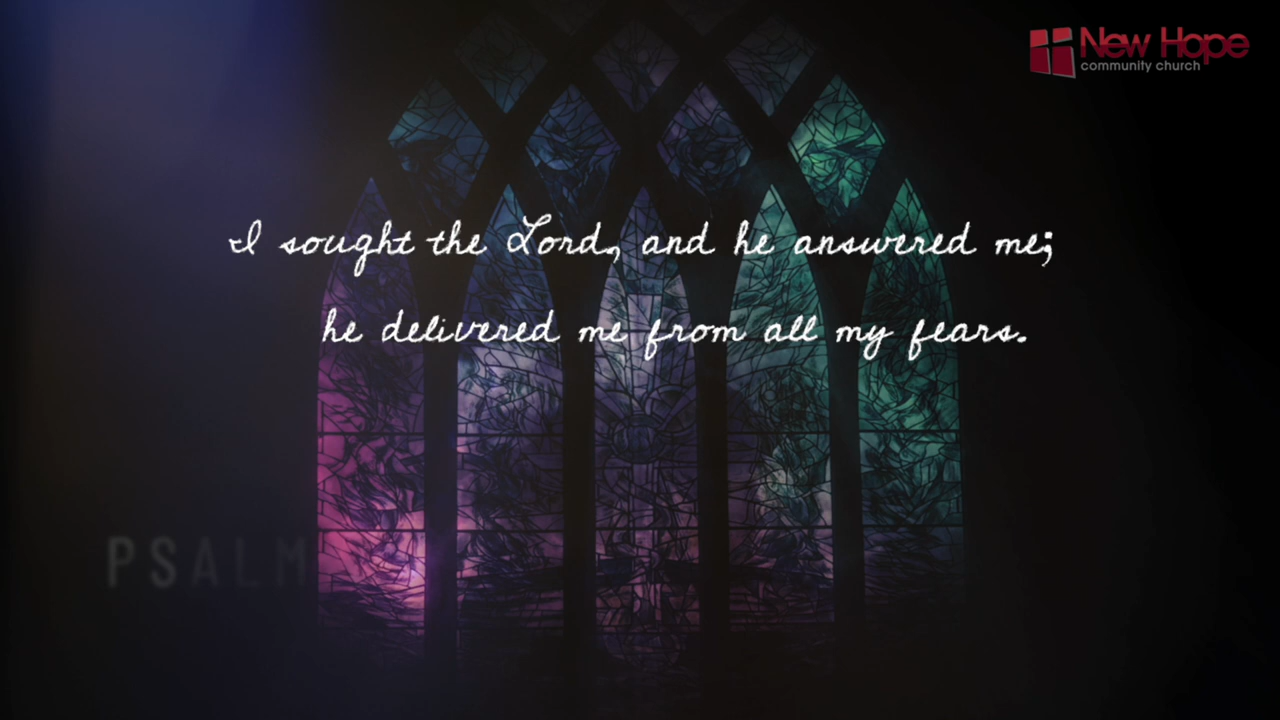 New Hope
community church
I sought the Lord, and he answered me;
he delivered me from all my fears.
PSALM